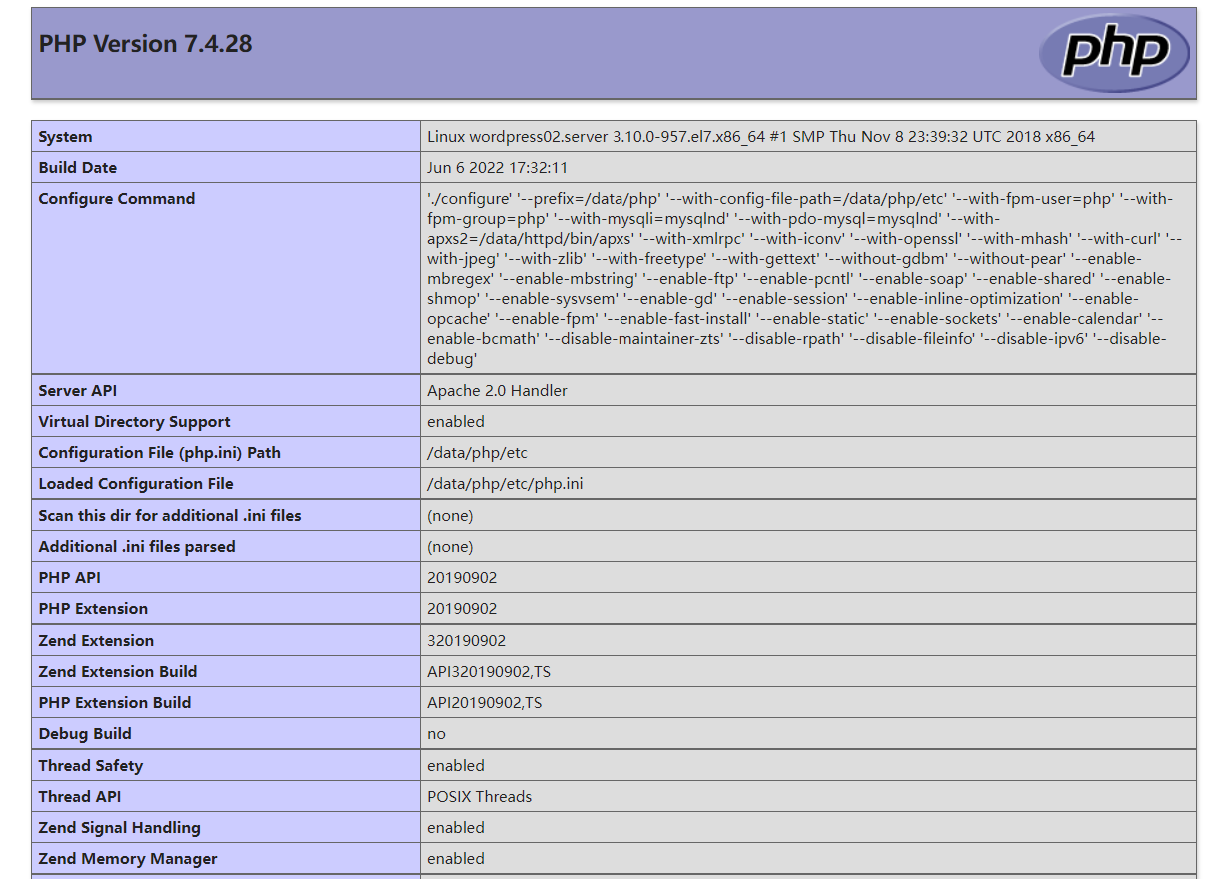 PHP Version 7.4.28
php
System Linux wordpress02.server 3.10.0-957.el7.x86_64 #1 SMP Thu Nov 8 23:39:32 UTC 2018 x86_64
Build Date Jun 6 2022 17:32:11
Configure Command './configure' '--prefix=/data/php' '--with-config-file-path=/data/php/etc' '--with-fpm-user=php' '--with-
fpm-group=php' '--with-mysqli=mysqlnd' '--with-pdo-mysql=mysqlnd' '--with-
apxs2=/data/httpd/bin/apxs' '--with-xmlrpc' '--with-iconv' '--with-openssl' '--with-mhash' '--with-curl' '--
with-jpeg' '--with-zlib' '--with-freetype' '--with-gettext' '--without-gdbm' '--without-pear' '--enable-
mbregex' '--enable-mbstring' '--enable-ftp' '--enable-pcntl' '--enable-soap' '--enable-shared' '--enable-
shmop' '--enable-sysvsem' '--enable-gd' '--enable-session' '--enable-inline-optimization' '--enable-
opcache' '--enable-fpm' '--enable-fast-install' '--enable-static' '--enable-sockets' '--enable-calendar' '--
enable-bcmath' '--disable-maintainer-zts' '--disable-rpath' '--disable-fileinfo' '--disable-ipv6' '--disable-
debug'
Server API Apache 2.0 Handler
Virtual Directory Support enabled
Configuration File (php.ini) Path /data/php/etc
Loaded Configuration File /data/php/etc/php.ini
Scan this dir for additional .ini files (none)
Additional .ini files parsed (none)
PHP API 20190902
PHP Extension 20190902
Zend Extension 320190902
Zend Extension Build API320190902,TS
PHP Extension Build API20190902,TS
Debug Build no
Thread Safety enabled
Thread API POSIX Threads
Zend Signal Handling enabled
Zend Memory Manager enabled